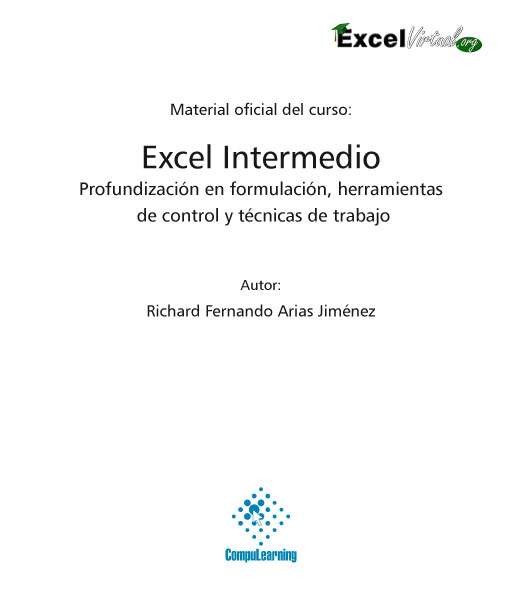 ExcelVirtual.org
Material oficial del curso:
Excel Intermedio
Profundización en formulación, herramientas
de control y técnicas de trabajo
Autor:
Richard Fernando Arias Jiménez
CompuLearning